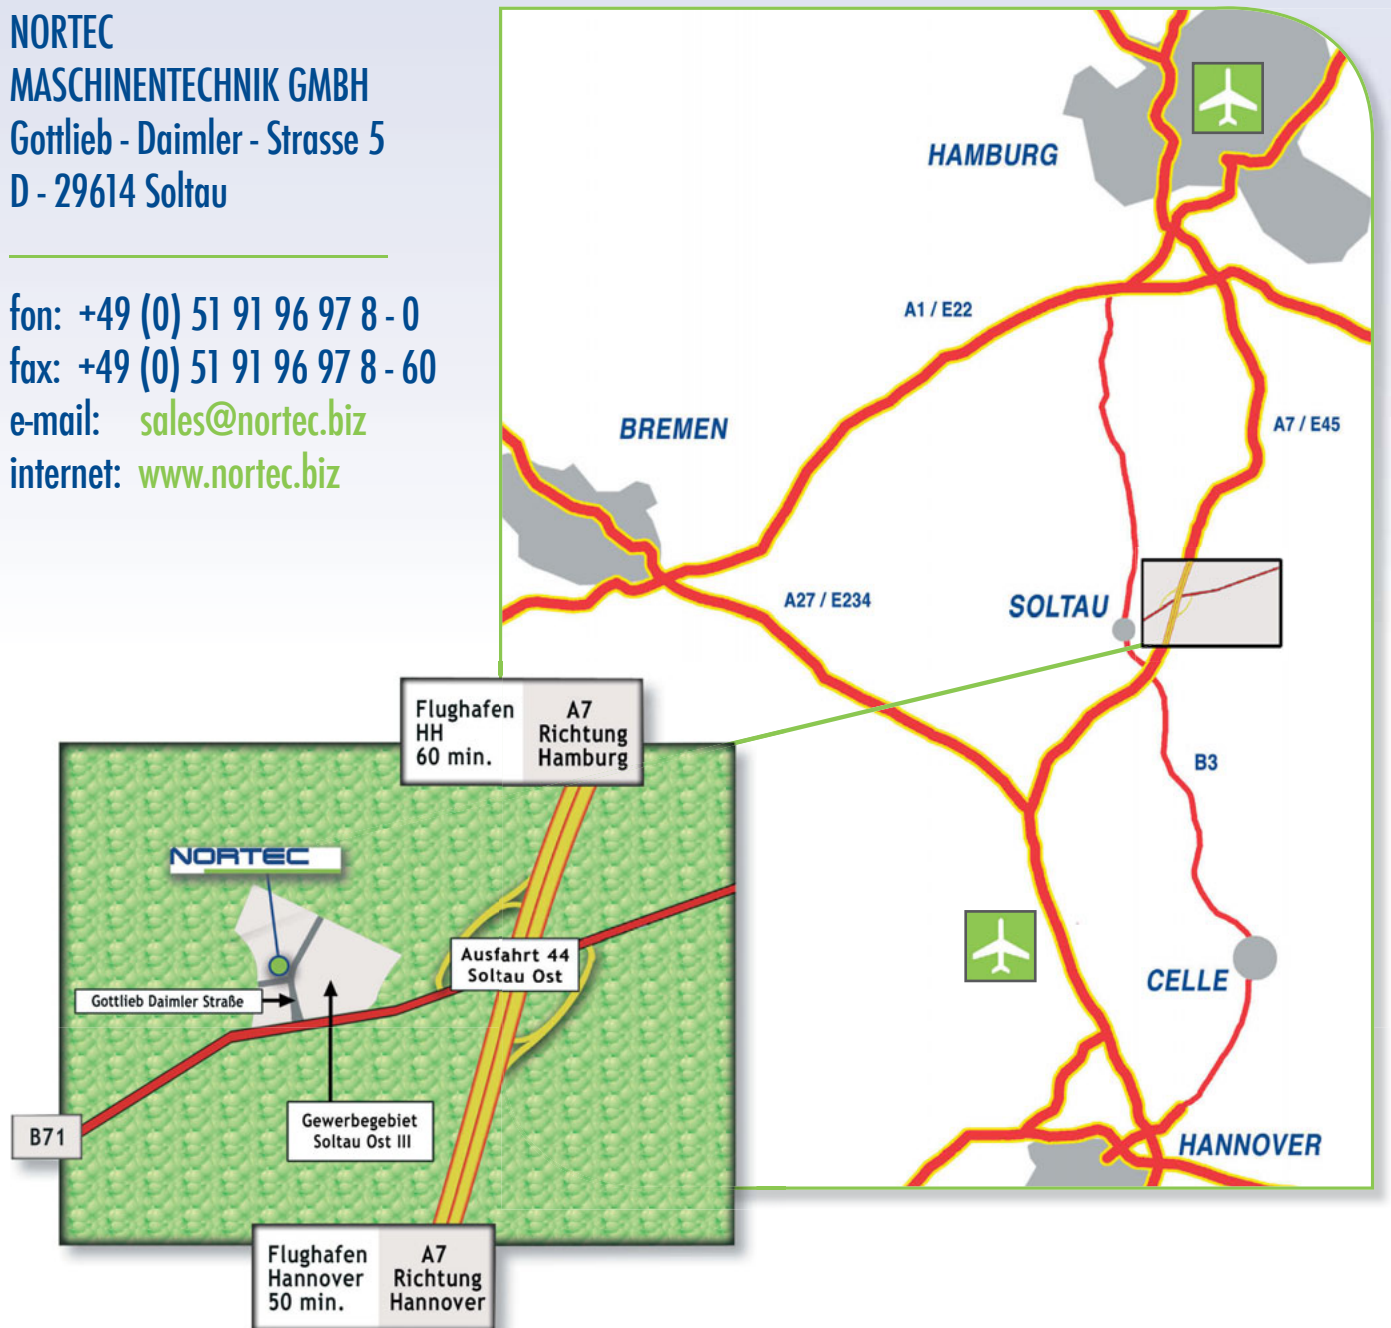 NORTEC
MASCHINENTECHNIK GMBH
Gottlieb - Daimler - Strasse 5
D - 29614 Soltau
fon: +49 (0) 51 91 96 97 8 - 0
fax: +49 (0) 51 91 96 97 8 - 60
e-mail: sales@nortec.biz
internet: www.nortec.biz
HAMBURG
A1 / E22
BREMEN
A7 / E45
A27 / E234
SOLTAU
B3
CELLE
HANNOVER
Flughafen
HH
60 min.
A7
Richtung
Hamburg
NORTEC
Ausfahrt 44
Soltau Ost
Gottlieb Daimler Straße
Gewerbegebiet
Soltau Ost III
B71
Flughafen
Hannover
50 min.
A7
Richtung
Hannover